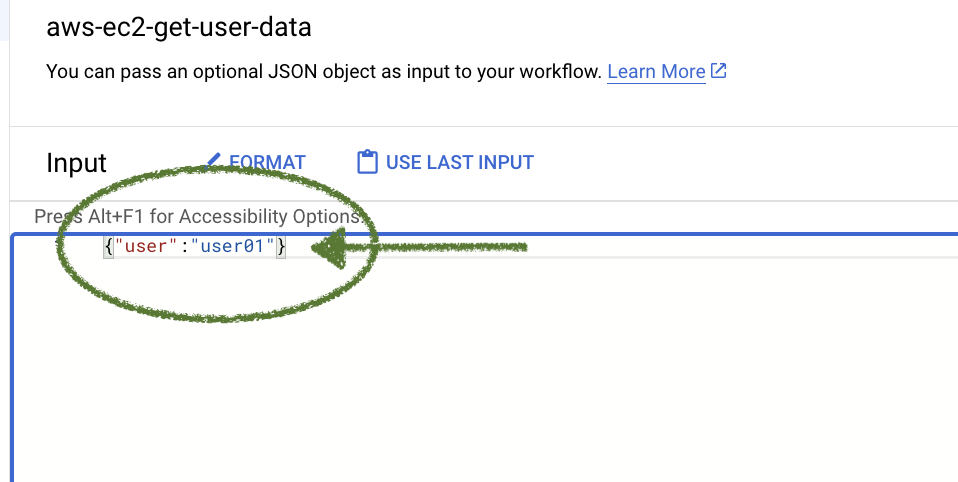 aws-ec2-get-user-data
You can pass an optional JSON object as input to your workflow. Learn More
Input FORMAT USE LAST INPUT
Press Alt+F1 for Accessibility Options.
{"user":"user01"}